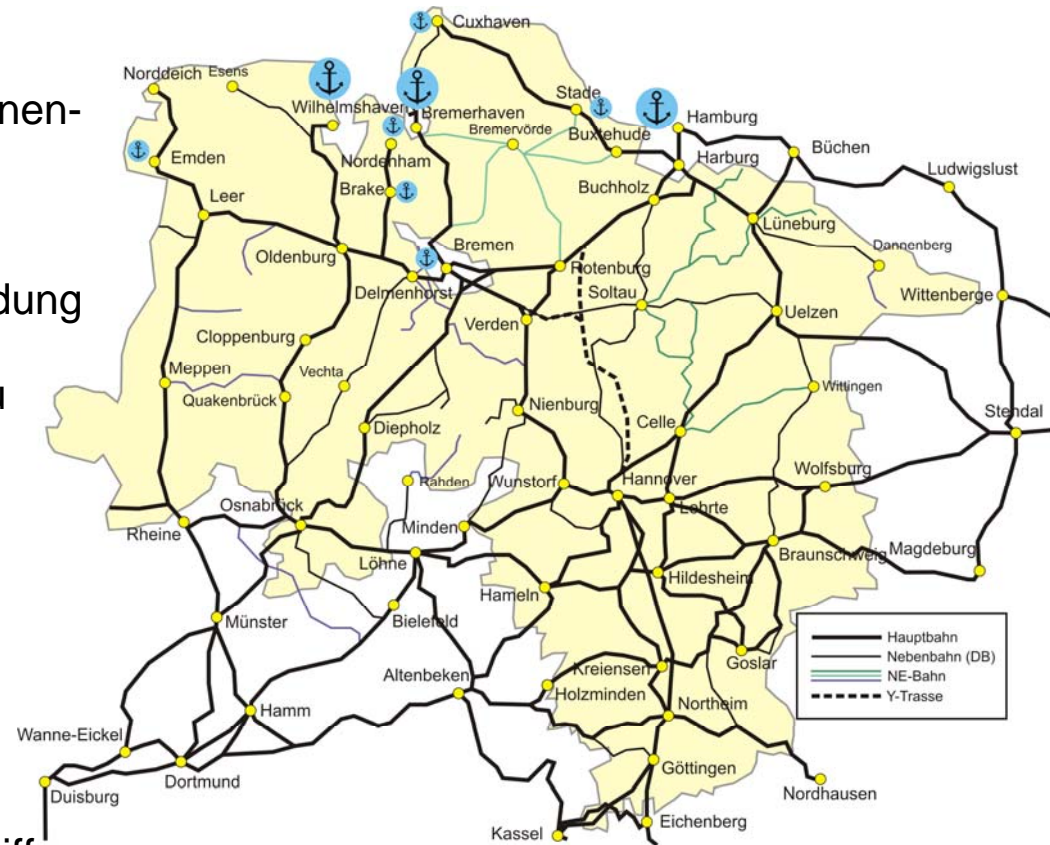 nen-
dung
iff
Cuxhaven
Norddeich
Esens
Wilhelmshaven
Bremerhaven
Stade
Hamburg
Bremervörde
Buxtehude
Büchen
Emden
Nordenham
Harburg
Ludwigslust
Brake
Buchholz
Leer
Lüneburg
Oldenburg
Bremen
Dannenberg
Rotenburg
Delmenhorst
Soltau
Wittenberge
Verden
Uelzen
Cloppenburg
Meppen
Vechta
Wittingen
Quakenbrück
Nienburg
Stendal
Diepholz
Celle
Rahden
Wunstorf
Hannover
Wolfsburg
Osnabrück
Lehrte
Rheine
Minden
Löhne
Braunschweig
Magdeburg
Hildesheim
Hameln
Münster
Bielefeld
Hauptbahn
Nebenbahn (DB)
NE-Bahn
Y-Trasse
Goslar
Kreiensen
Altenbeken
Holzminden
Hamm
Northeim
Wanne-Eickel
Göttingen
Dortmund
Duisburg
Nordhausen
Kassel
Eichenberg